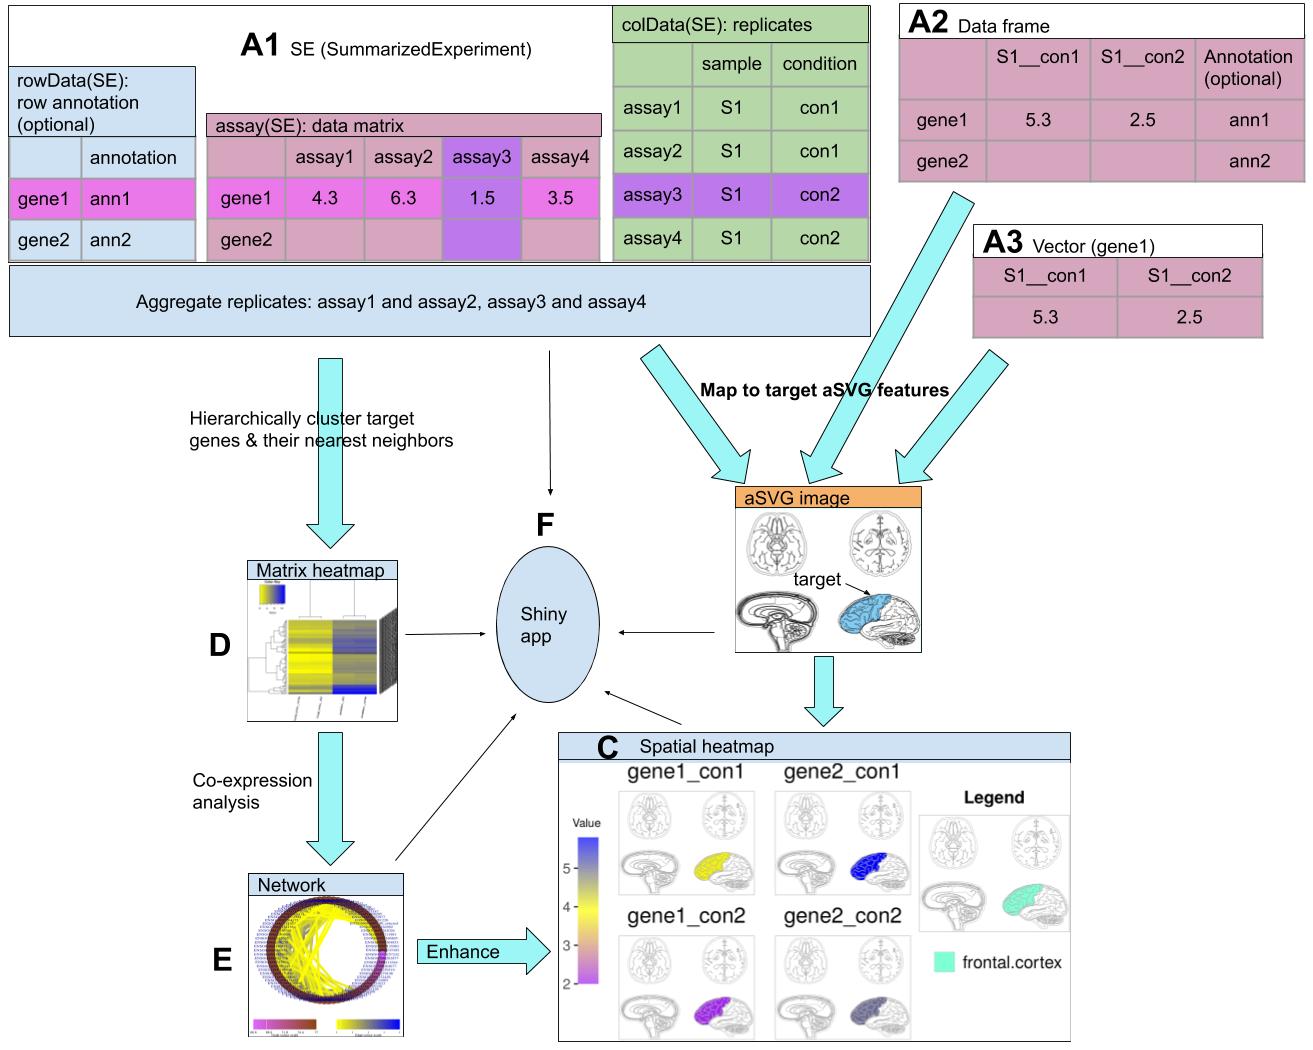 A1 SE (SummarizedExperiment)
rowData(SE):
row annotation
(optional)
annotation
gene1 ann1
gene2 ann2
assay(SE): data matrix
assay1 assay2 assay3 assay4
gene1 4.3 6.3 1.5 3.5
gene2
colData(SE): replicates
sample condition
assay1 S1 con1
assay2 S1 con1
assay3 S1 con2
assay4 S1 con2
Aggregate replicates: assay1 and assay2, assay3 and assay4
A2 Data frame
S1__con1 S1__con2 Annotation
(optional)
gene1 5.3 2.5 ann1
gene2 ann2
A3 Vector (gene1)
S1__con1 S1__con2
5.3 2.5
Map to target aSVG features
Hierarchically cluster target
genes & their nearest neighbors
aSVG image
target
F
Shiny
app
Matrix heatmap
D
Co-expression
analysis
Network
E
Enhance
C Spatial heatmap
gene1_con1 gene2_con1
Value
5
4
3
2
gene1_con2 gene2_con2
Legend
frontal.cortex